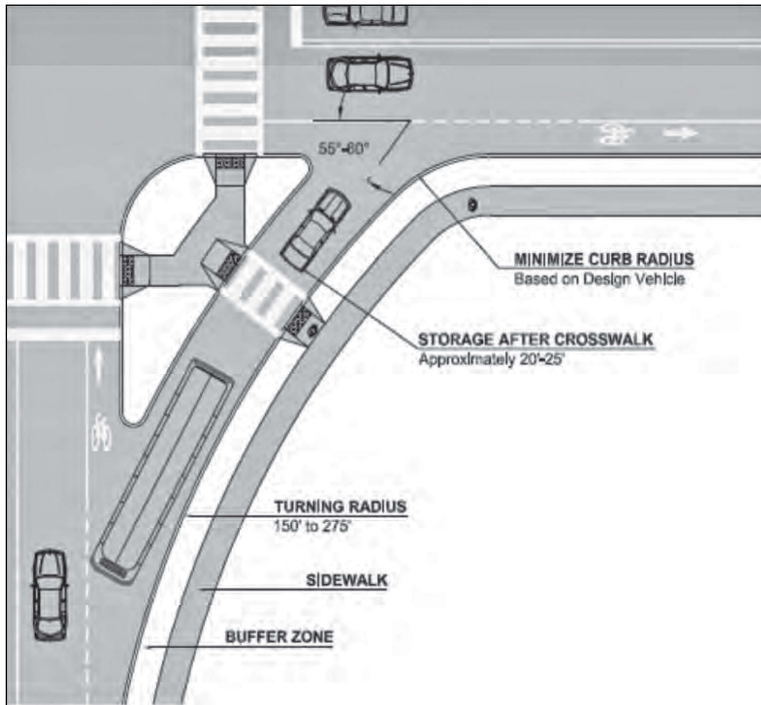 55°-60°
MINIMIZE CURB RADIUS
Based on Design Vehicle
STORAGE AFTER CROSSWALK
Approximately 20'-25'
TURNING RADIUS
150' to 275'
SIDEWALK
BUFFER ZONE